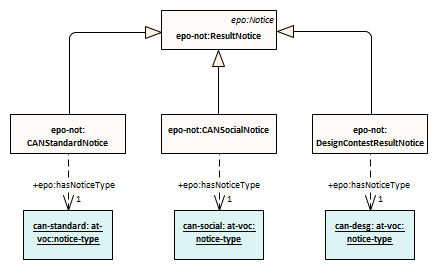 epo:Notice
epo-not:ResultNotice
epo-not:
CANStandardNotice
epo-not:CANSocialNotice
epo-not:
DesignContestResultNotice
+epo:hasNoticeType
1
+epo:hasNoticeType
1
+epo:hasNoticeType
1
can-standard: at-
voc:notice-type
can-social: at-voc:
notice-type
can-desg: at-voc:
notice-type